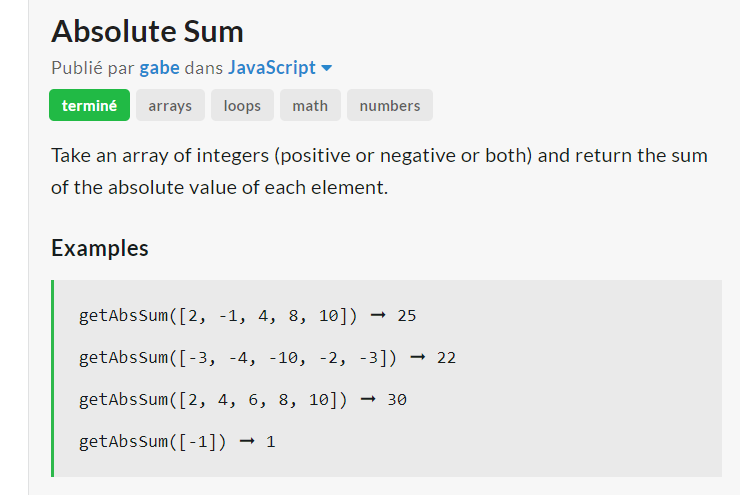 Absolute Sum
Publié par gabe dans JavaScript
terminé arrays loops math numbers
Take an array of integers (positive or negative or both) and return the sum
of the absolute value of each element.
Examples
getAbsSum([2, -1, 4, 8, 10]) ➞ 25
getAbsSum([-3, -4, -10, -2, -3]) ➞ 22
getAbsSum([2, 4, 6, 8, 10]) ➞ 30
getAbsSum([-1]) ➞ 1